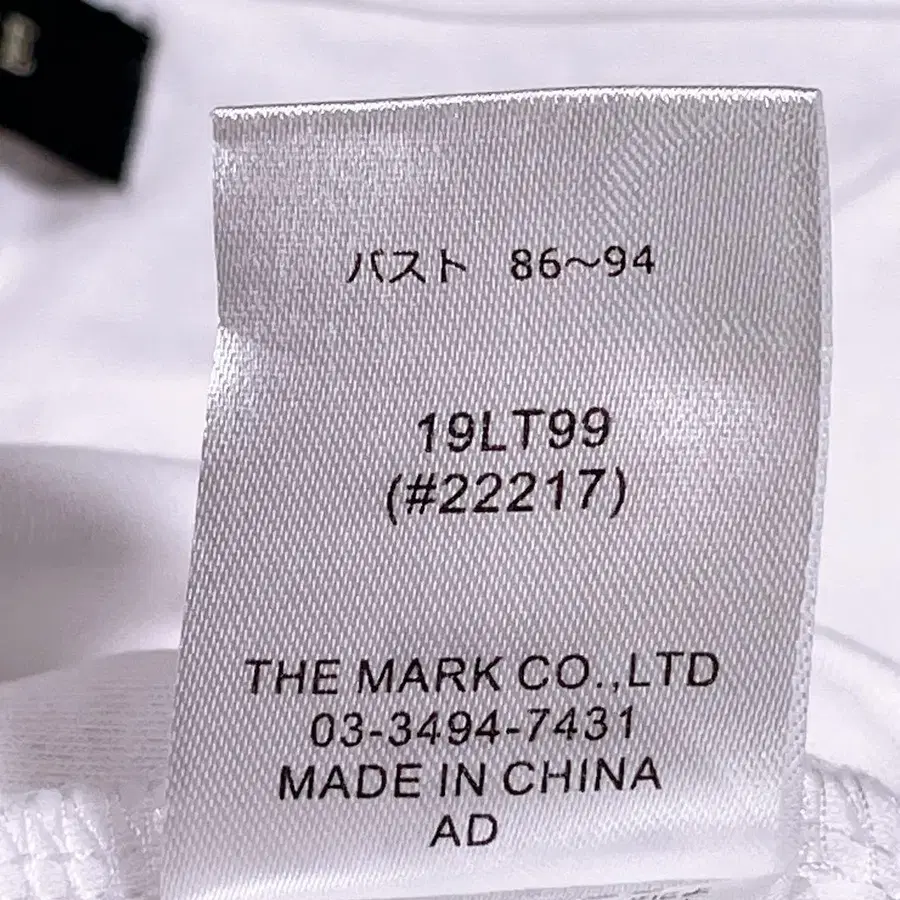 バスト 86〜94
19LT99
(#22217)
THE MARK CO.,LTD
03-3494-7431
MADE IN CHINA
AD